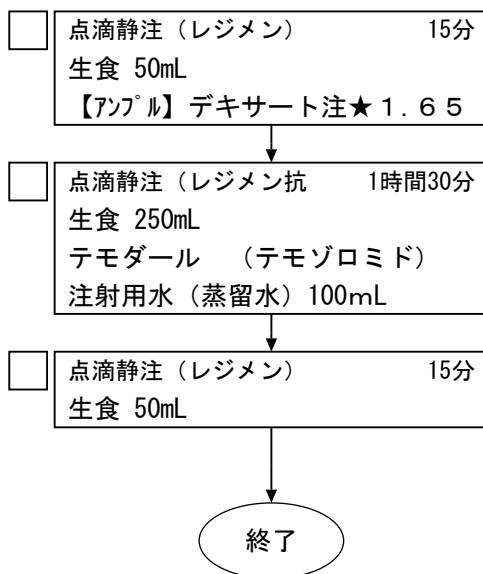 点滴静注（レジメン） 15分
生食 50mL
【ｱﾝﾌﾟﾙ】デキサート注★１.６５
点滴静注（レジメン抗 1時間30分
生食 250mL
テモダール （テモゾロミド）
注射用水（蒸留水）100ｍL
点滴静注（レジメン） 15分
生食 50mL
終了